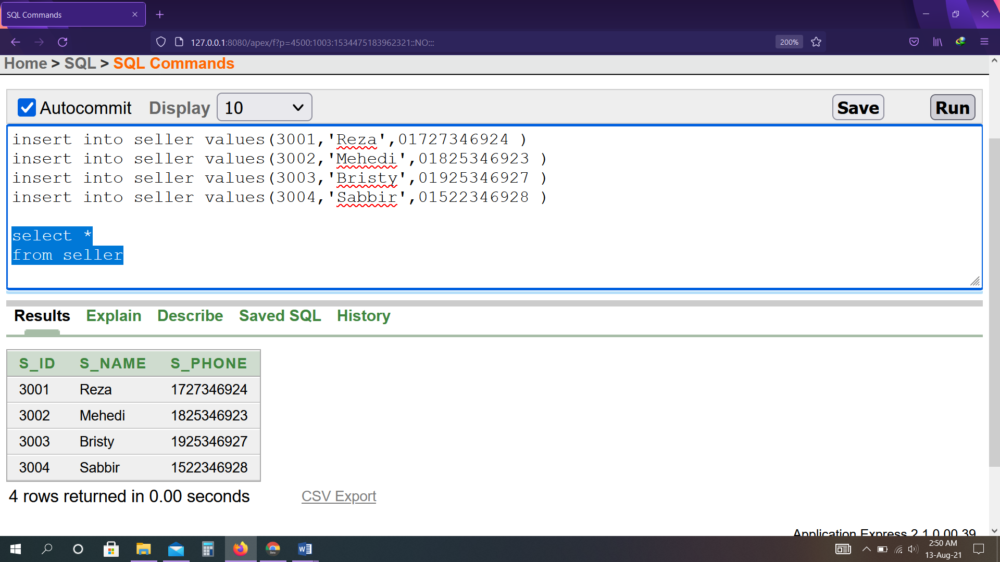 SQL Commands
127.0.0.1:8080/apex/f?p=4500:1003:1534475183962321::NO:::
200%
Home > SQL > SQL Commands
Autocommit Display 10 Save Run
insert into seller values(3001,'Reza',01727346924 )
insert into seller values(3002,'Mehedi',01825346923 )
insert into seller values(3003,'Bristy',01925346927 )
insert into seller values(3004,'Sabbir',01522346928 )
select *
from seller
Results Explain Describe Saved SQL History
S_ID S_NAME S_PHONE
3001 Reza 1727346924
3002 Mehedi 1825346923
3003 Bristy 1925346927
3004 Sabbir 1522346928
4 rows returned in 0.00 seconds CSV Export
Application Express 2.1.0.00.39
2:50 AM
13-Aug-21